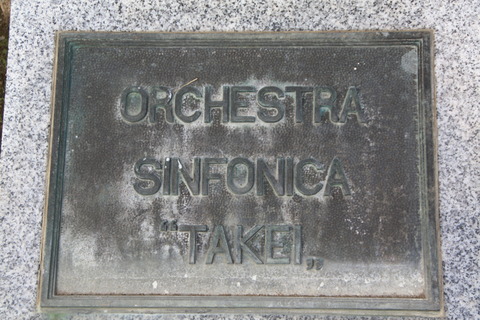 ORCHESTRA
SINFONICA
"TAKEI„